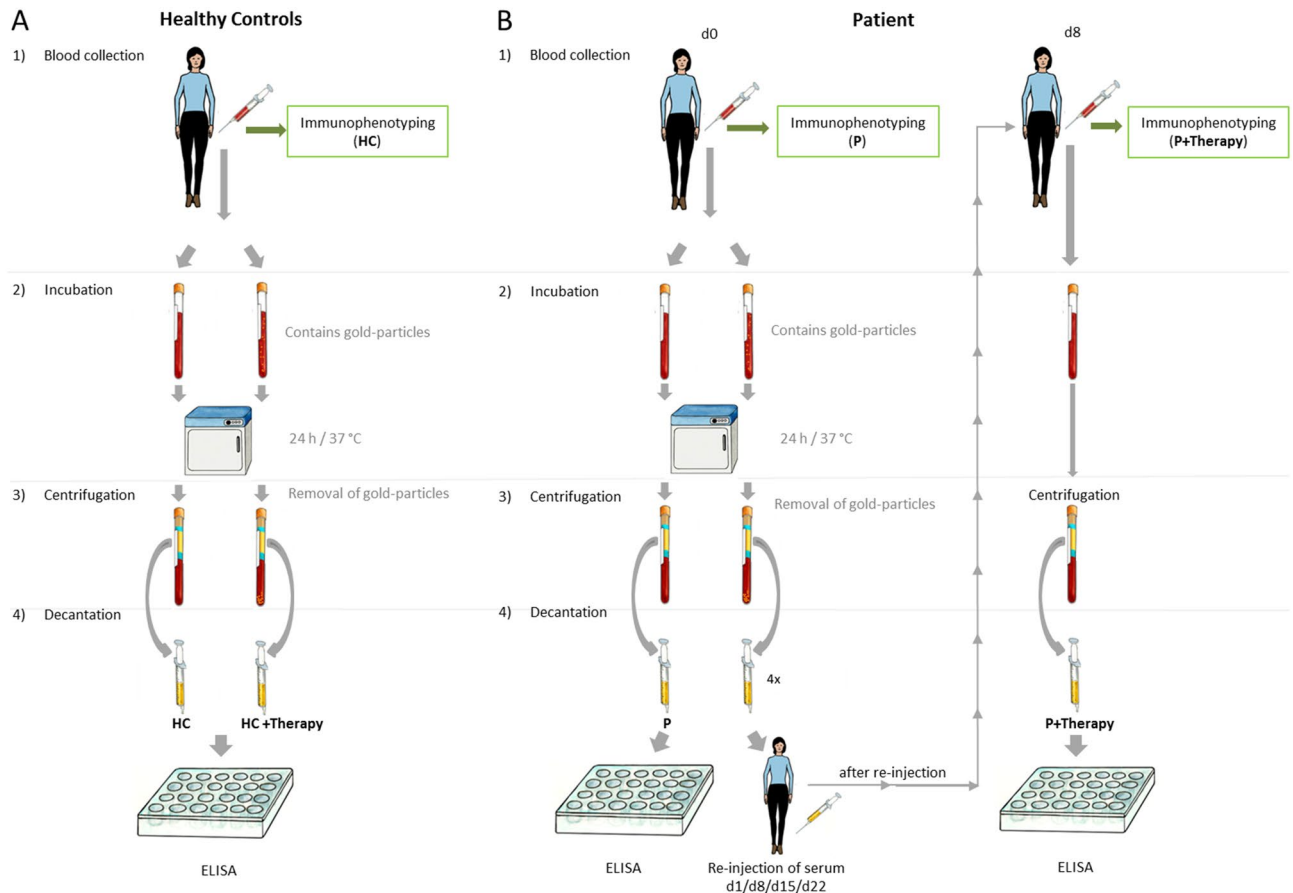 A
Healthy Controls
1) Blood collection
Immunophenotyping
(HC)
2) Incubation
Contains gold-particles
24 h / 37 °C
3) Centrifugation
Removal of gold-particles
4) Decantation
HC
HC +Therapy
ELISA
B
Patient
1) Blood collection
d0
Immunophenotyping
(P)
d8
Immunophenotyping
(P+Therapy)
2) Incubation
Contains gold-particles
24 h / 37 °C
3) Centrifugation
Removal of gold-particles
Centrifugation
4) Decantation
4x
P
P+Therapy
after re-injection
ELISA
Re-injection of serum
d1/d8/d15/d22
ELISA